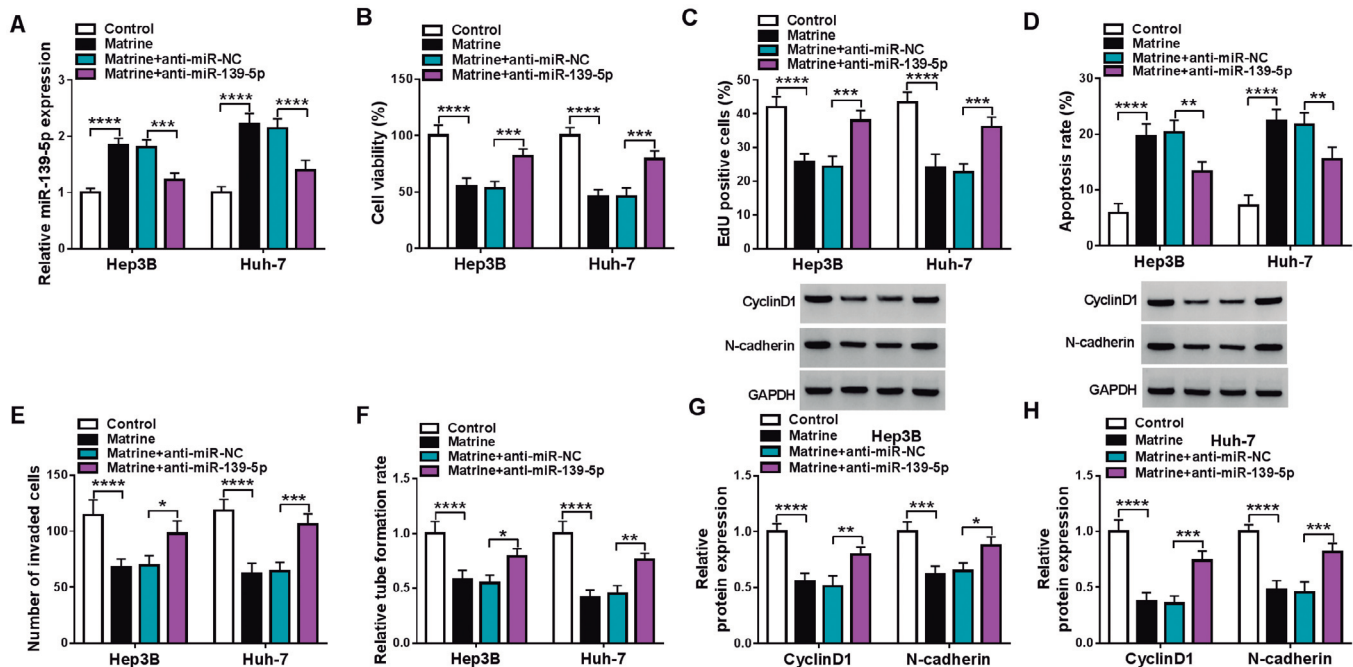 A
Control
Matrine
Matrine+anti-miR-NC
Matrine+anti-miR-139-5p
Relative miR-139-5p expression
3
2
1
0
**** *** **** ****
Hep3B Huh-7
B
Control
Matrine
Matrine+anti-miR-NC
Matrine+anti-miR-139-5p
Cell viability (%)
150
100
50
0
**** *** **** ***
Hep3B Huh-7
C
Control
Matrine
Matrine+anti-miR-NC
Matrine+anti-miR-139-5p
EdU positive cells (%)
50
40
30
20
10
0
**** *** **** ***
Hep3B Huh-7
CyclinD1
N-cadherin
GAPDH
D
Control
Matrine
Matrine+anti-miR-NC
Matrine+anti-miR-139-5p
Apoptosis rate (%)
30
20
10
0
**** ** **** **
Hep3B Huh-7
CyclinD1
N-cadherin
GAPDH
E
Control
Matrine
Matrine+anti-miR-NC
Matrine+anti-miR-139-5p
Number of invaded cells
150
100
50
0
**** * **** ***
Hep3B Huh-7
F
Control
Matrine
Matrine+anti-miR-NC
Matrine+anti-miR-139-5p
Relative tube formation rate
1.5
1.0
0.5
0.0
**** * **** **
Hep3B Huh-7
G
Control
Matrine
Matrine+anti-miR-NC
Matrine+anti-miR-139-5p
Hep3B
Relative
protein expression
1.5
1.0
0.5
0.0
**** ** *** *
CyclinD1 N-cadherin
H
Control
Matrine
Matrine+anti-miR-NC
Matrine+anti-miR-139-5p
Huh-7
Relative
protein expression
1.5
1.0
0.5
0.0
**** *** **** ***
CyclinD1 N-cadherin